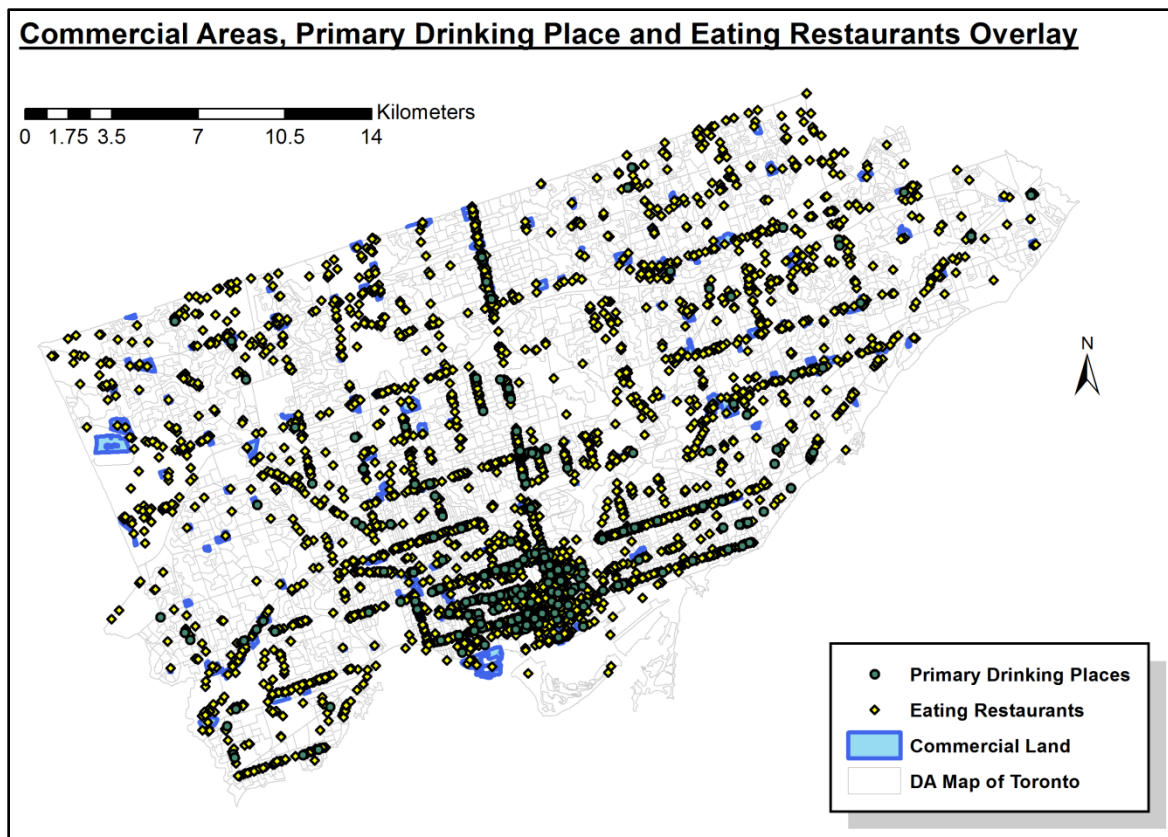 Commercial Areas, Primary Drinking Place and Eating Restaurants Overlay
Kilometers
0 1.75 3.5 7 10.5 14
N
Primary Drinking Places
Eating Restaurants
Commercial Land
DA Map of Toronto